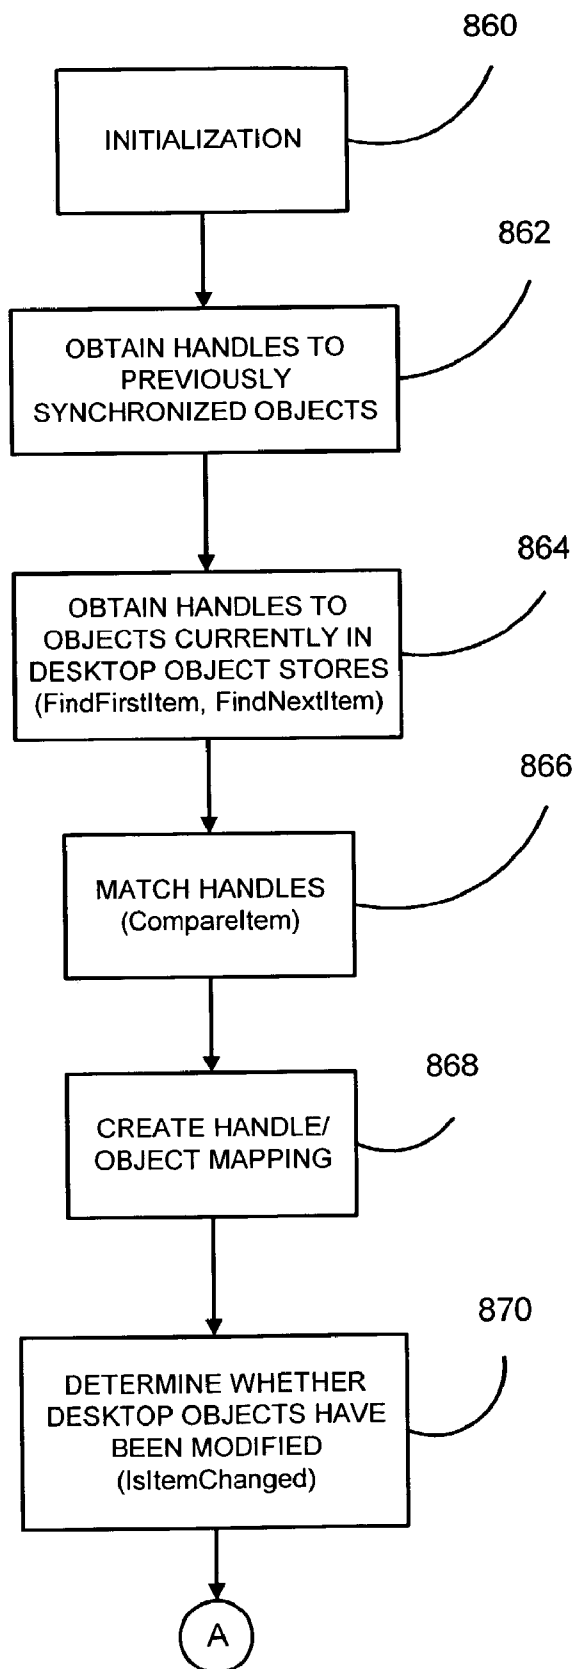 860
INITIALIZATION
862
OBTAIN HANDLES TO
PREVIOUSLY
SYNCHRONIZED OBJECTS
864
OBTAIN HANDLES TO
OBJECTS CURRENTLY IN
DESKTOP OBJECT STORES
(FindFirstItem, FindNextItem)
866
MATCH HANDLES
(CompareItem)
868
CREATE HANDLE/
OBJECT MAPPING
870
DETERMINE WHETHER
DESKTOP OBJECTS HAVE
BEEN MODIFIED
(IsItemChanged)
A